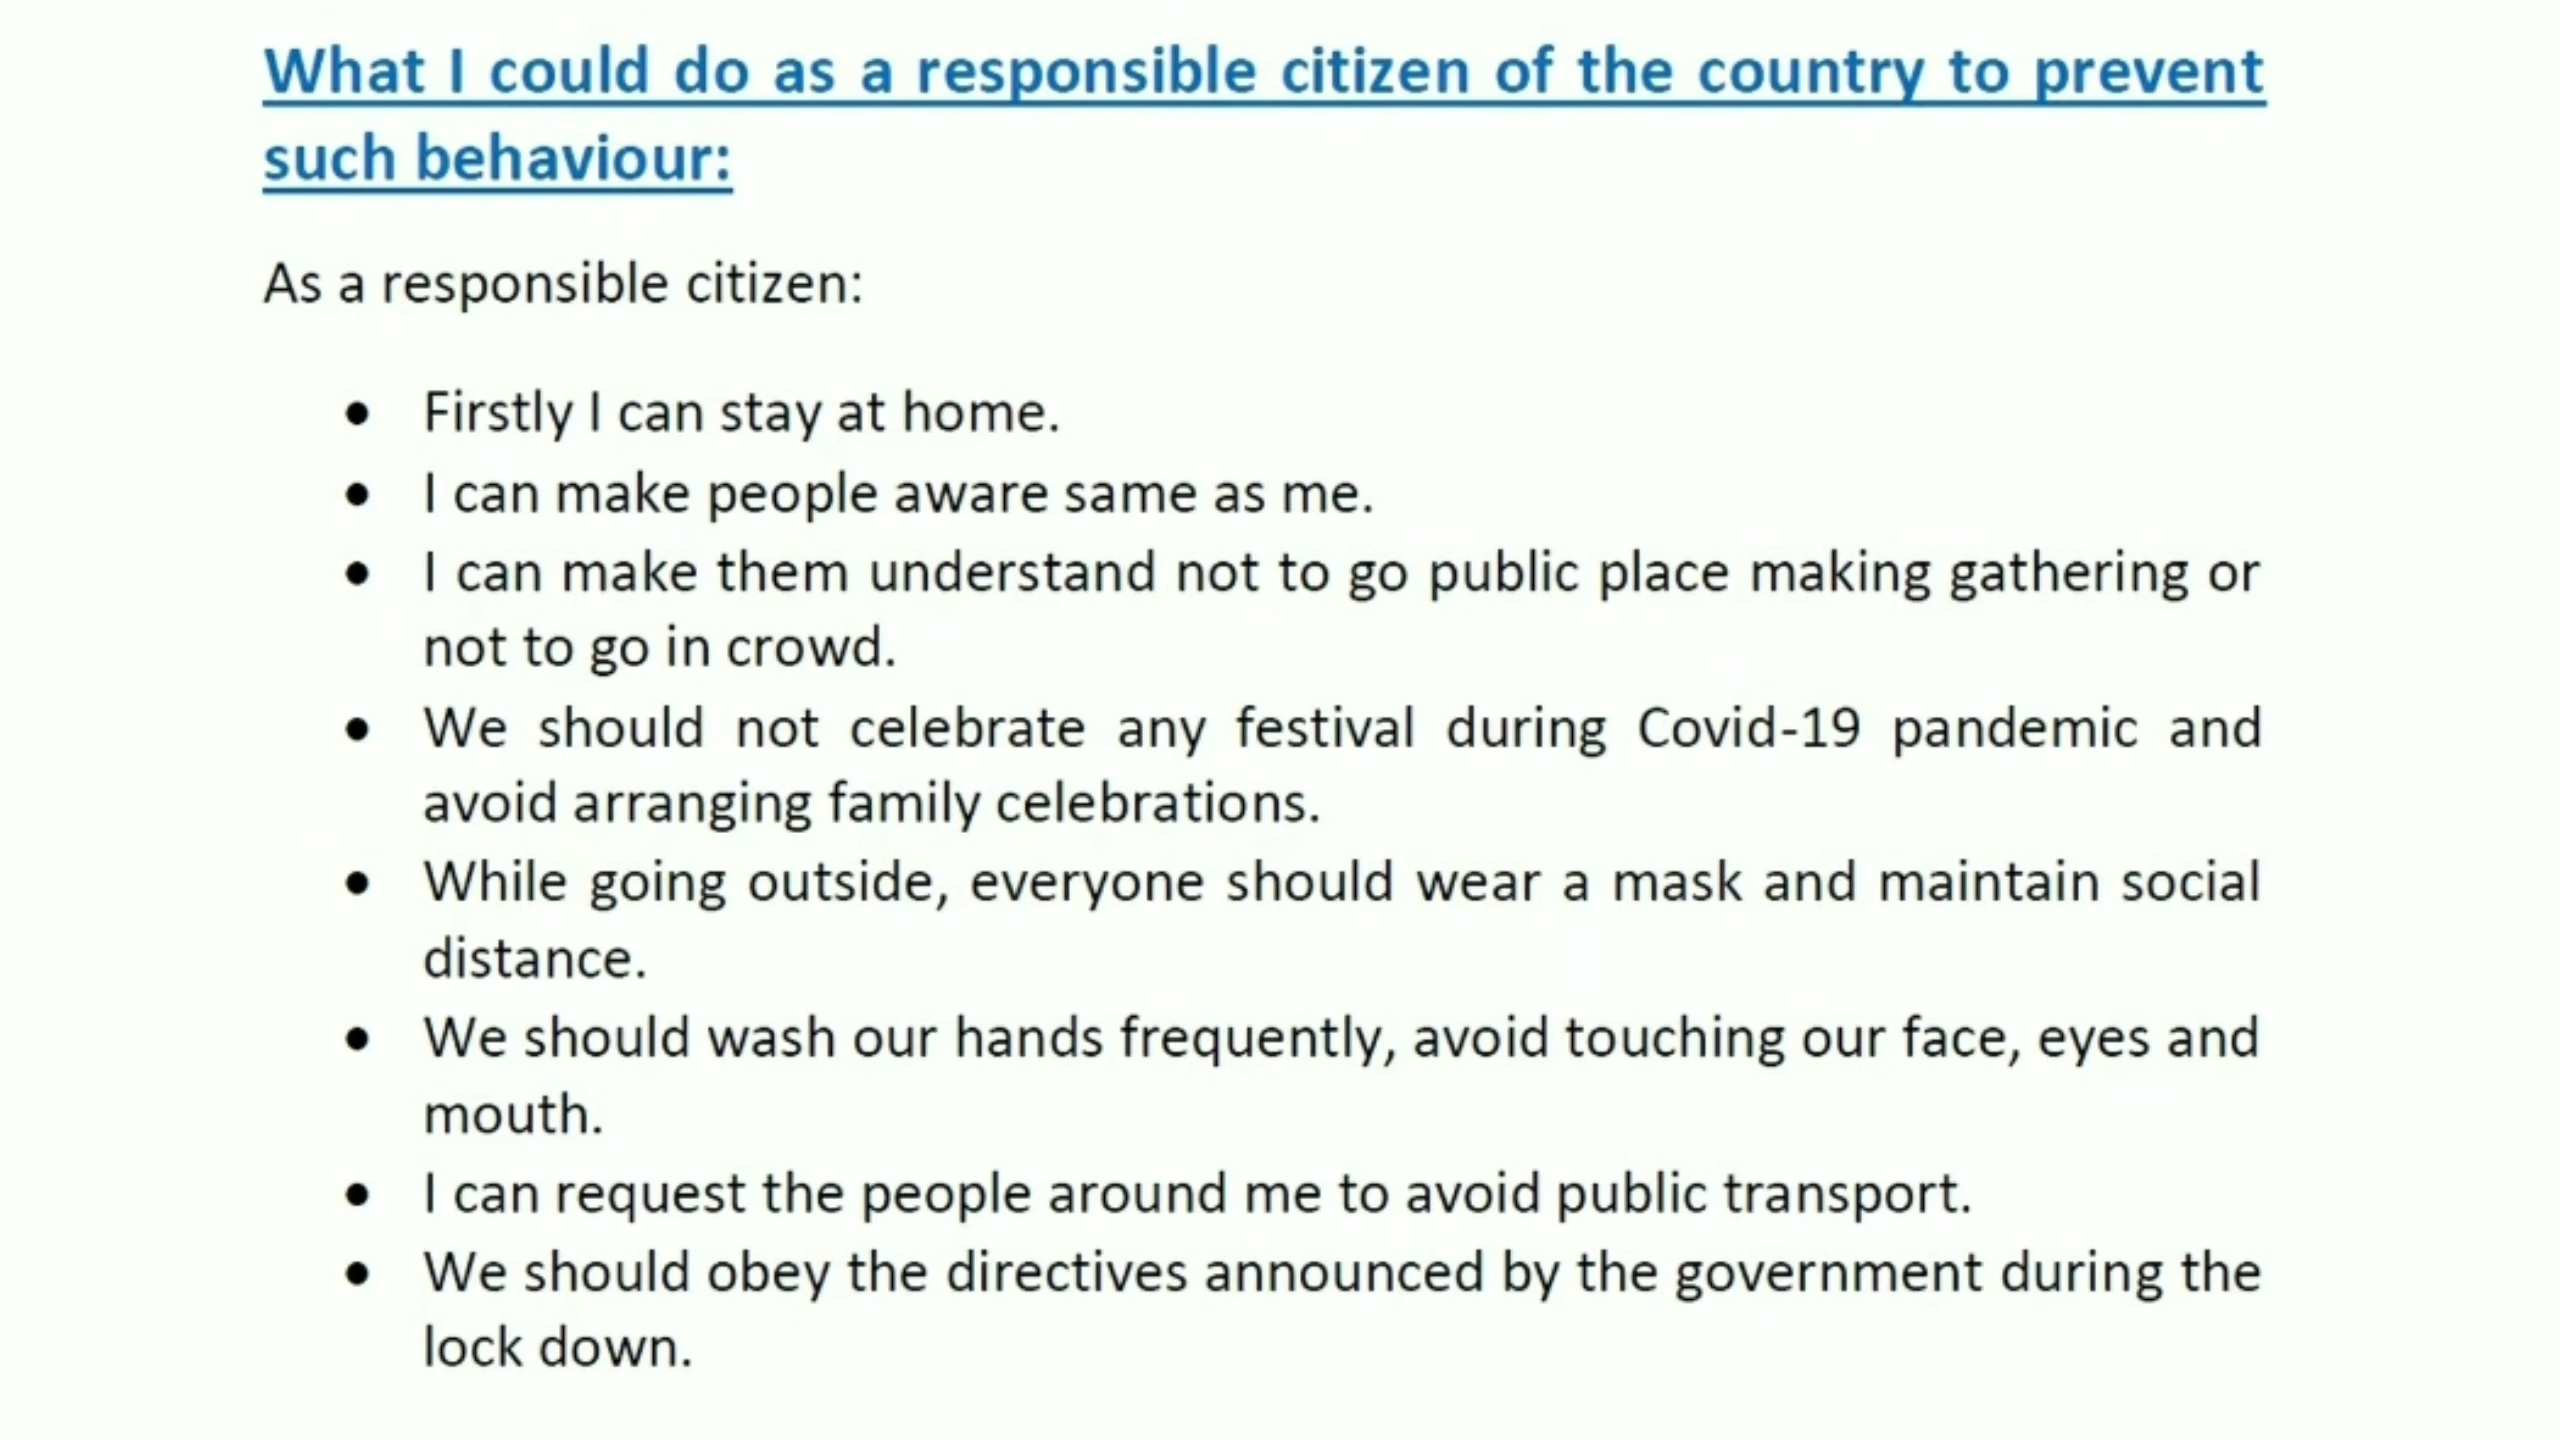 What I could do as a responsible citizen of the country to prevent
such behaviour:
As a responsible citizen:
• Firstly I can stay at home.
• I can make people aware same as me.
• I can make them understand not to go public place making gathering or
not to go in crowd.
• We should not celebrate any festival during Covid-19 pandemic and
avoid arranging family celebrations.
• While going outside, everyone should wear a mask and maintain social
distance.
• We should wash our hands frequently, avoid touching our face, eyes and
mouth.
• I can request the people around me to avoid public transport.
• We should obey the directives announced by the government during the
lock down.